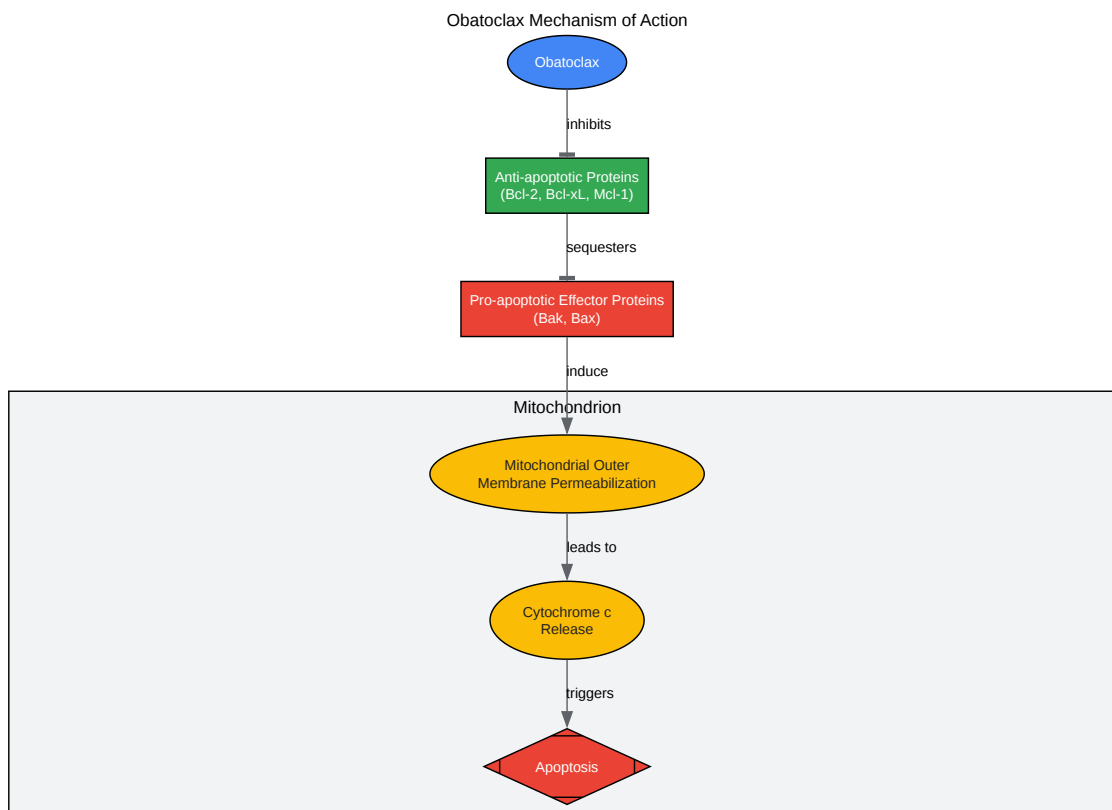 Obatoclax Mechanism of Action
Obatoclax
inhibits
Anti-apoptotic Proteins
(Bcl-2, Bcl-xL, Mcl-1)
sequesters
Pro-apoptotic Effector Proteins
(Bak, Bax)
induce
Mitochondrion
Mitochondrial Outer
Membrane Permeabilization
leads to
Cytochrome c
Release
triggers
Apoptosis